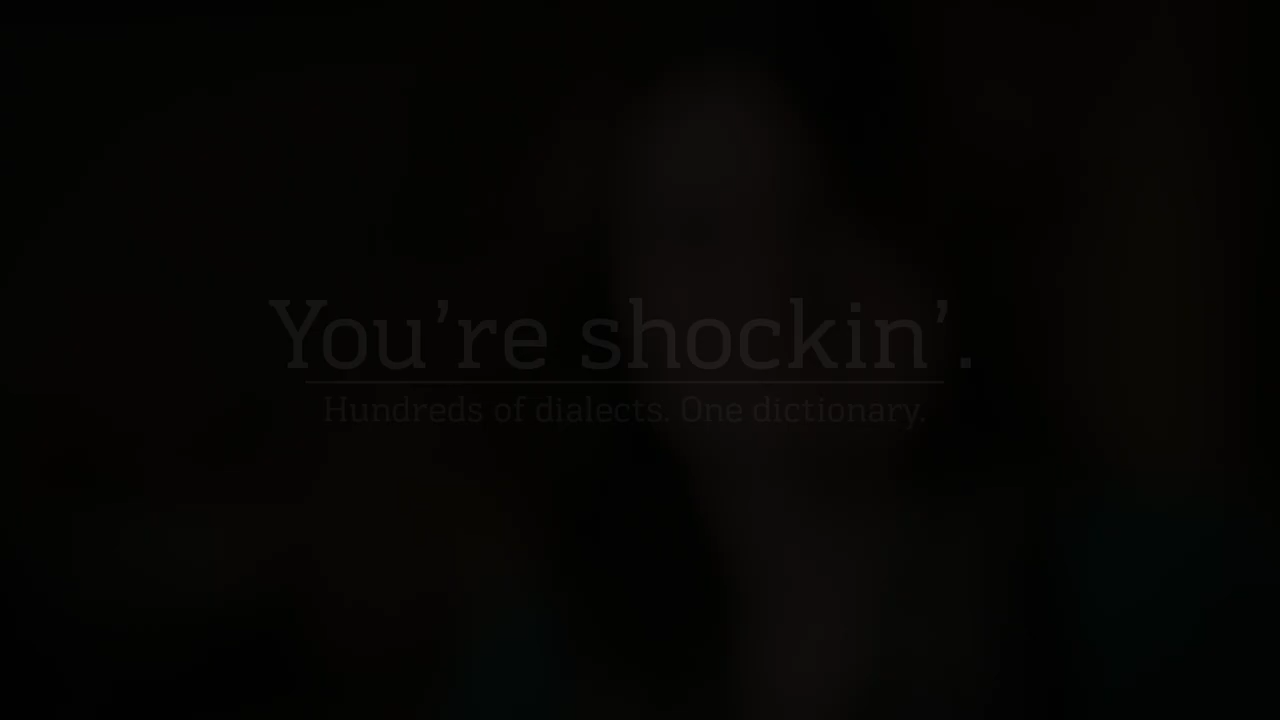 You’re shockin’.
Hundreds of dialects. One dictionary.